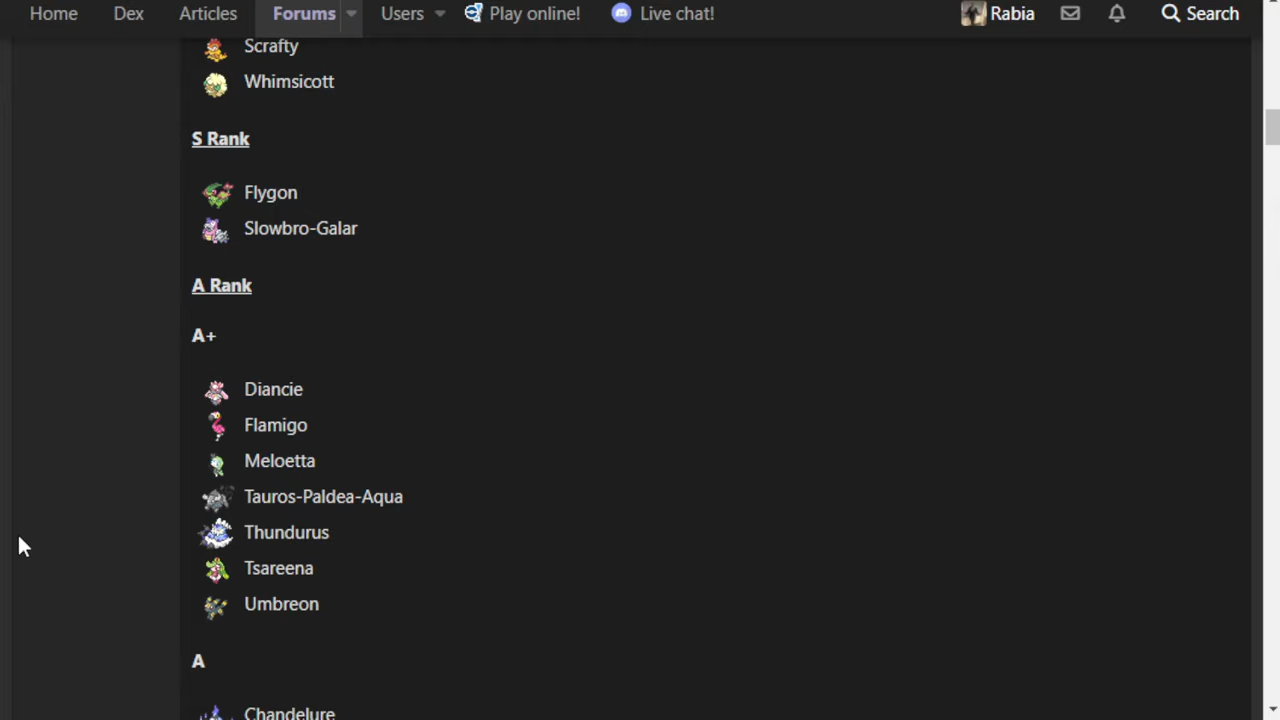 Home Dex Articles Forums Users Play online! Live chat! Rabia Search
Scrafty
Whimsicott
S Rank
Flygon
Slowbro-Galar
A Rank
A+
Diancie
Flamigo
Meloetta
Tauros-Paldea-Aqua
Thundurus
Tsareena
Umbreon
A
Chandelure